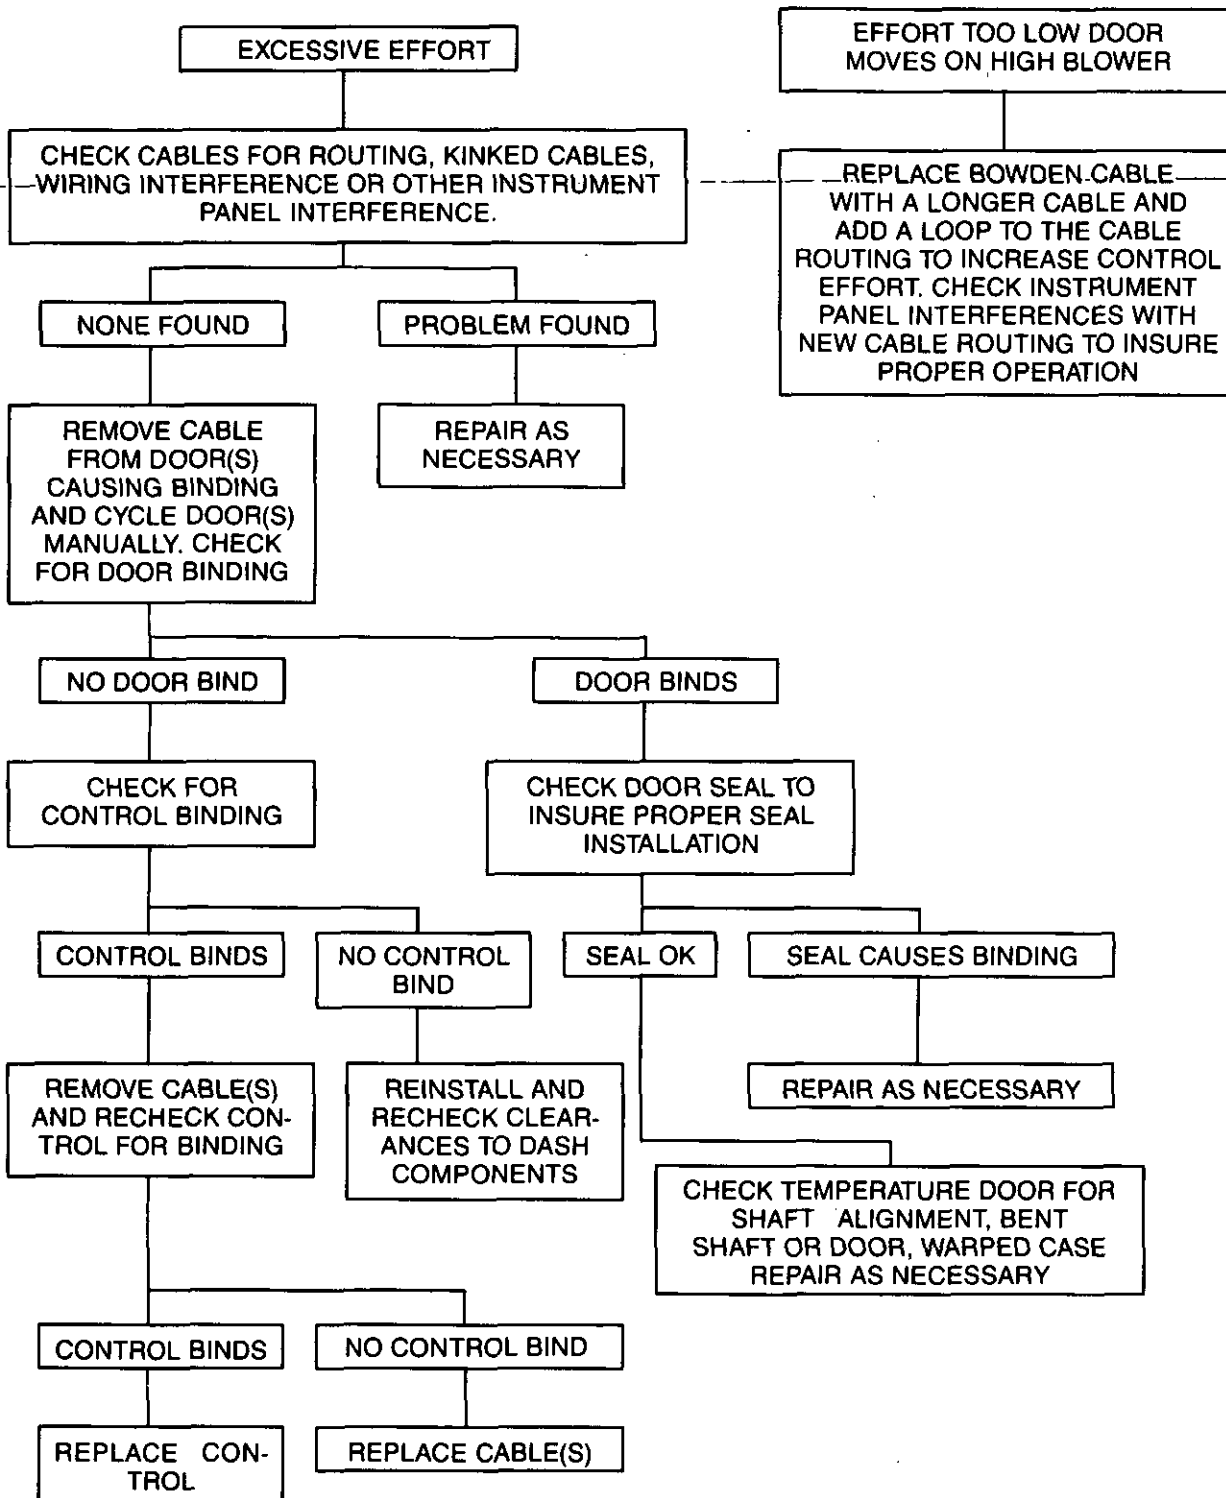 EXCESSIVE EFFORT
EFFORT TOO LOW DOOR
MOVES ON HIGH BLOWER
CHECK CABLES FOR ROUTING, KINKED CABLES,
WIRING INTERFERENCE OR OTHER INSTRUMENT
PANEL INTERFERENCE.
REPLACE BOWDEN CABLE
WITH A LONGER CABLE AND
ADD A LOOP TO THE CABLE
ROUTING TO INCREASE CONTROL
EFFORT. CHECK INSTRUMENT
PANEL INTERFERENCES WITH
NEW CABLE ROUTING TO INSURE
PROPER OPERATION
NONE FOUND
PROBLEM FOUND
REMOVE CABLE
FROM DOOR(S)
CAUSING BINDING
AND CYCLE DOOR(S)
MANUALLY. CHECK
FOR DOOR BINDING
REPAIR AS
NECESSARY
NO DOOR BIND
DOOR BINDS
CHECK FOR
CONTROL BINDING
CHECK DOOR SEAL TO
INSURE PROPER SEAL
INSTALLATION
CONTROL BINDS
NO CONTROL
BIND
SEAL OK
SEAL CAUSES BINDING
REMOVE CABLE(S)
AND RECHECK CON-
TROL FOR BINDING
REINSTALL AND
RECHECK CLEAR-
ANCES TO DASH
COMPONENTS
REPAIR AS NECESSARY
CHECK TEMPERATURE DOOR FOR
SHAFT ALIGNMENT, BENT
SHAFT OR DOOR, WARPED CASE
REPAIR AS NECESSARY
CONTROL BINDS
NO CONTROL BIND
REPLACE CON-
TROL
REPLACE CABLE(S)